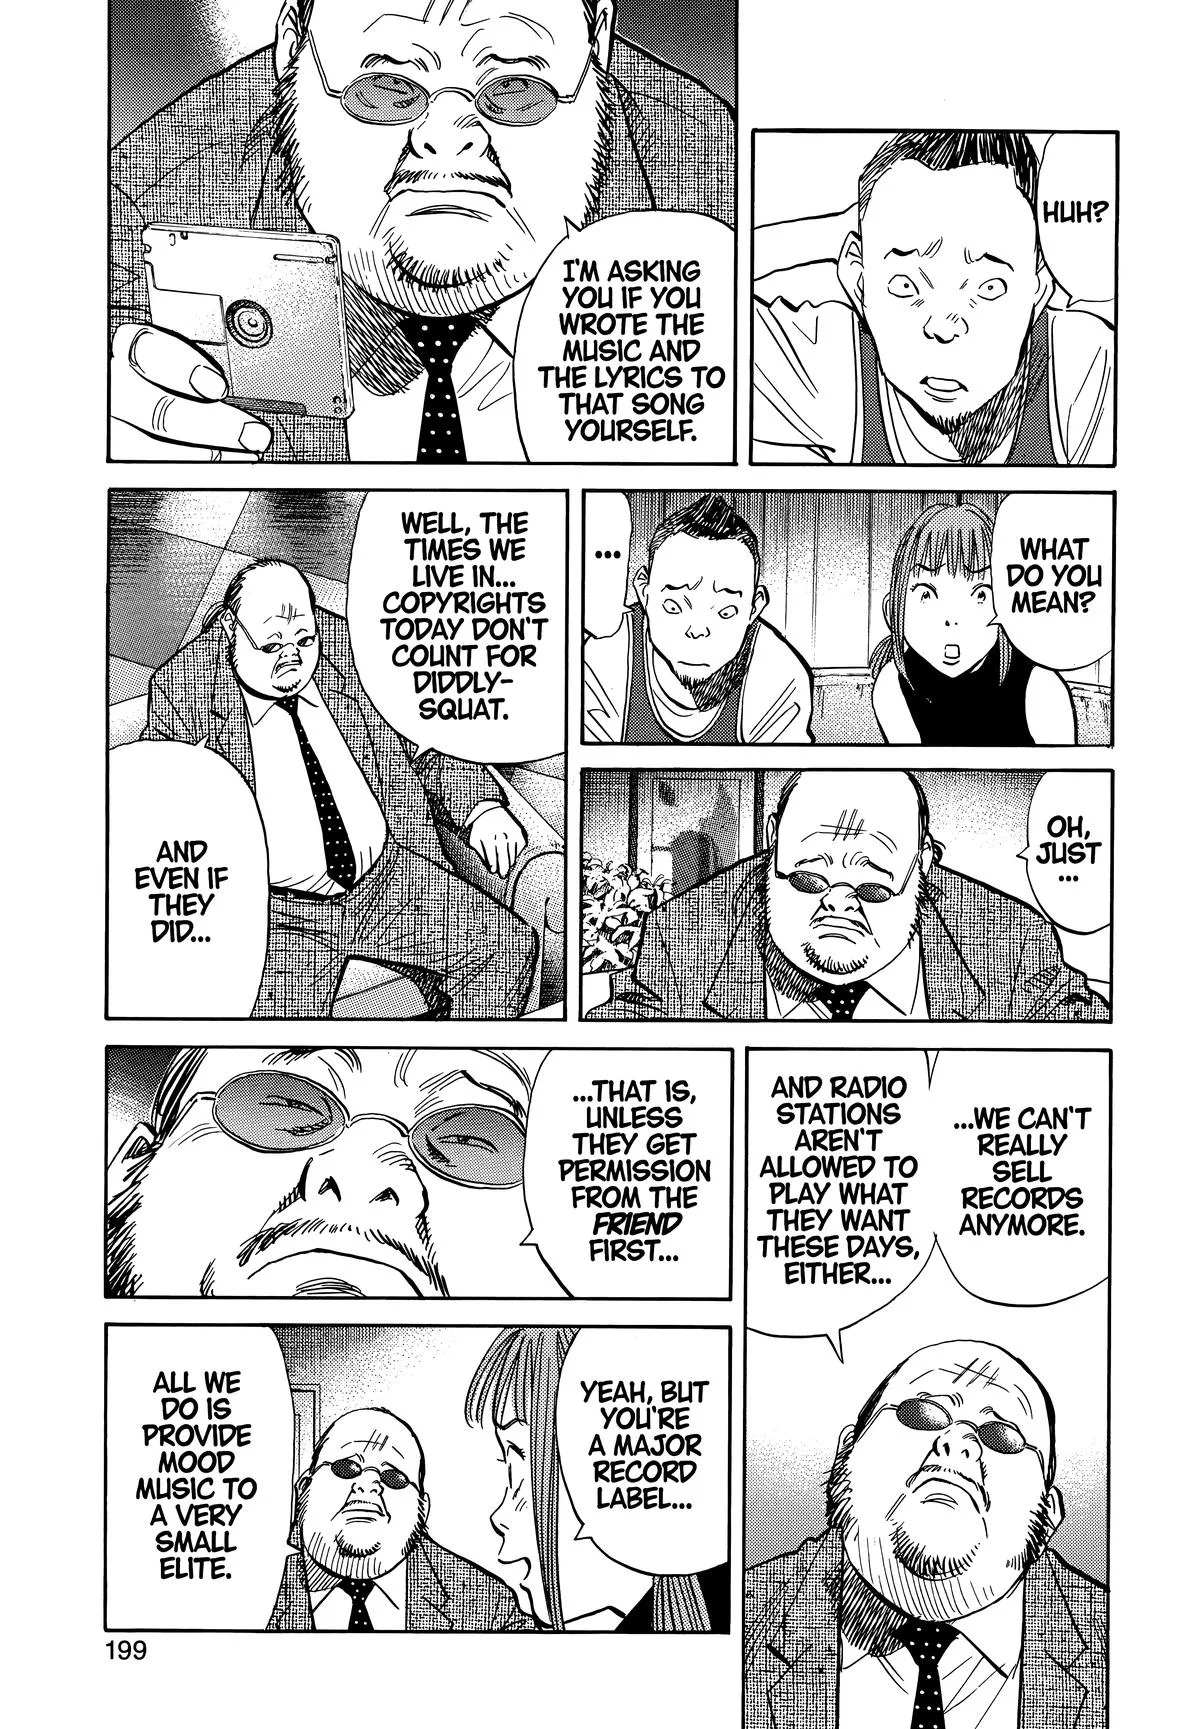 HUH?
I'M ASKING
YOU IF YOU
WROTE THE
MUSIC AND
THE LYRICS TO
THAT SONG
YOURSELF.
WHAT
DO YOU
MEAN?
...
OH,
JUST
...
WELL, THE
TIMES WE
LIVE IN...
COPYRIGHTS
TODAY DON'T
COUNT FOR
DIDDLY-
SQUAT.
AND
EVEN IF
THEY
DID...
...WE CAN'T
REALLY
SELL
RECORDS
ANYMORE.
AND RADIO
STATIONS
AREN'T
ALLOWED TO
PLAY WHAT
THEY WANT
THESE DAYS,
EITHER...
...THAT IS,
UNLESS
THEY GET
PERMISSION
FROM THE
FRIEND
FIRST...
YEAH, BUT
YOU'RE
A MAJOR
RECORD
LABEL...
ALL WE
DO IS
PROVIDE
MOOD
MUSIC TO
A VERY
SMALL
ELITE.
199